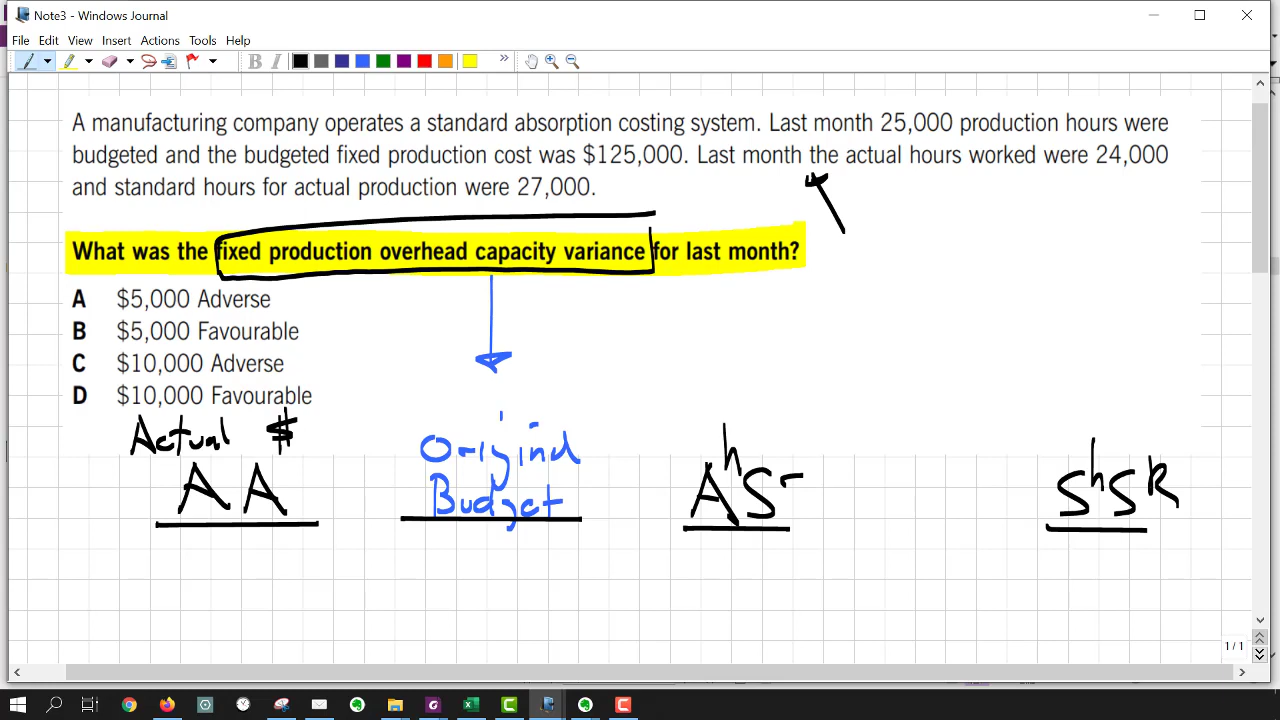 Note3 - Windows Journal
File Edit View Insert Actions Tools Help
B I
A manufacturing company operates a standard absorption costing system. Last month 25,000 production hours were
budgeted and the budgeted fixed production cost was $125,000. Last month the actual hours worked were 24,000
and standard hours for actual production were 27,000.
What was the fixed production overhead capacity variance for last month?
A $5,000 Adverse
B $5,000 Favourable
C $10,000 Adverse
D $10,000 Favourable
Actual $
A A
Original
Budget
AhSr
ShSR
1/1